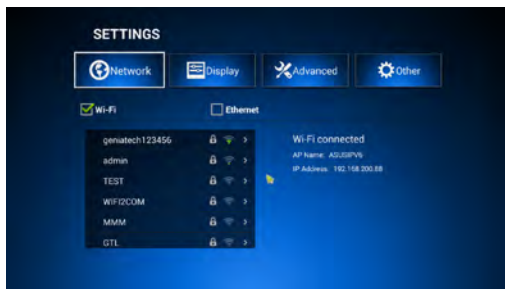 SETTINGS
Network Display Advanced Other
Wi-Fi Ethernet
geniatech123456
admin
TEST
WIFI2COM
MMM
GTL
Wi-Fi connected
AP Name: ASUSIPV6
IP Address: 192.168.200.88